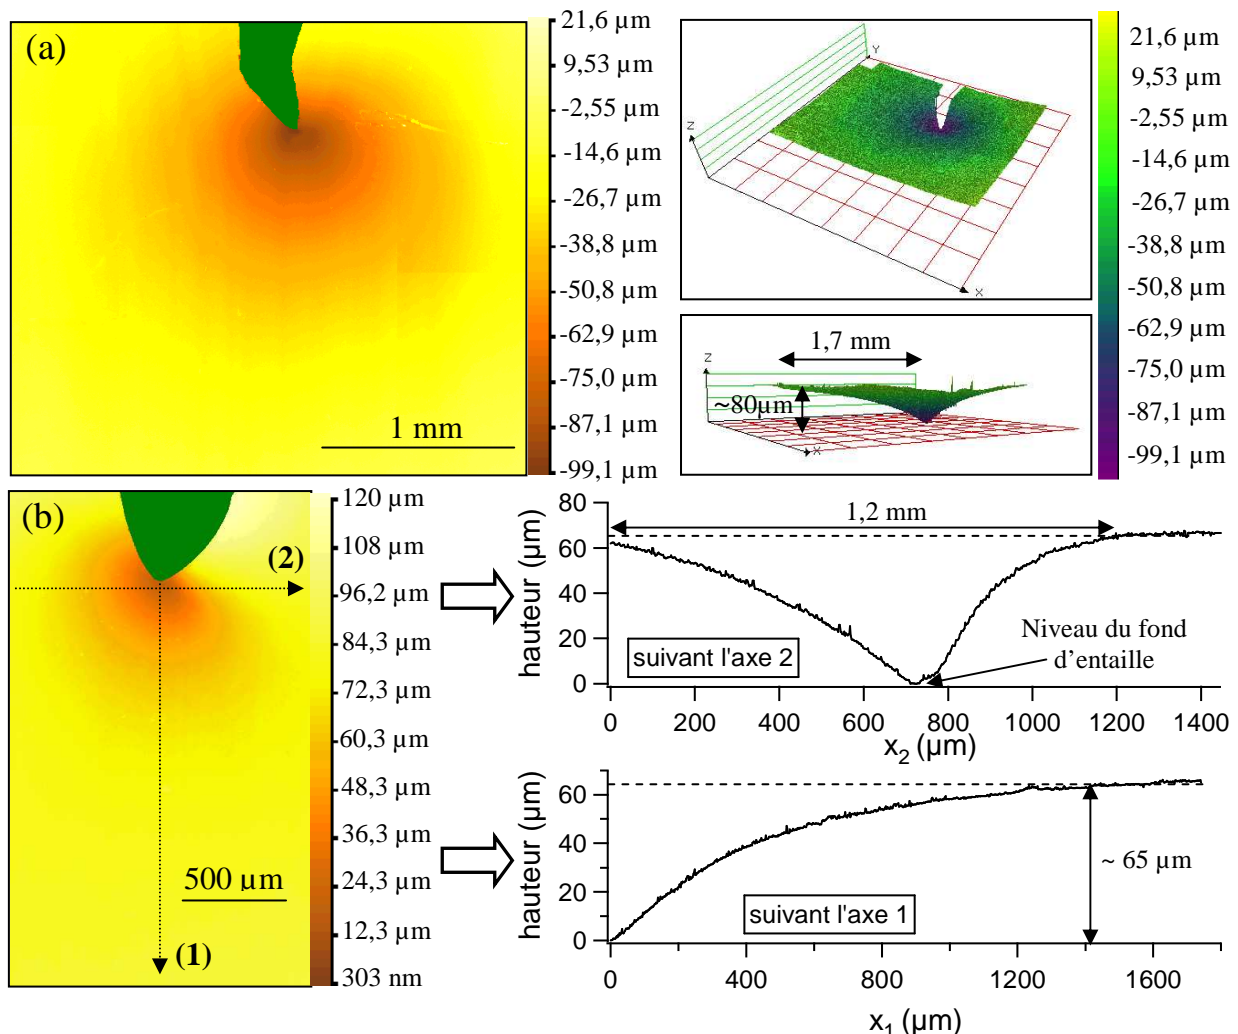 (a)
21,6 µm
9,53 µm
-2,55 µm
-14,6 µm
-26,7 µm
-38,8 µm
-50,8 µm
-62,9 µm
-75,0 µm
-87,1 µm
-99,1 µm
1 mm
Y
Z
X
21,6 µm
9,53 µm
-2,55 µm
-14,6 µm
-26,7 µm
-38,8 µm
-50,8 µm
-62,9 µm
-75,0 µm
-87,1 µm
-99,1 µm
1,7 mm
Z
~80µm
X
(b)
(2)
120 µm
108 µm
96,2 µm
84,3 µm
72,3 µm
60,3 µm
48,3 µm
36,3 µm
24,3 µm
12,3 µm
303 nm
500 µm
(1)
hauteur (µm)
80
60
40
20
0
1,2 mm
suivant l'axe 2
Niveau du fond
d'entaille
0 200 400 600 800 1000 1200 1400
x2 (µm)
hauteur (µm)
60
40
20
0
~ 65 µm
suivant l'axe 1
0 400 800 1200 1600
x1 (µm)